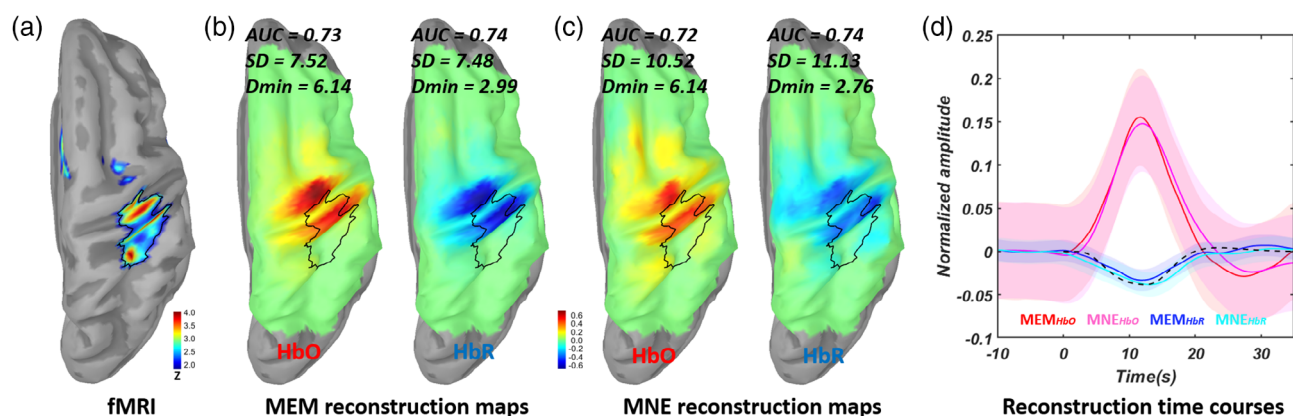 (a)
4.0
3.5
3.0
2.5
2.0
Z
fMRI
(b)
AUC = 0.73
SD = 7.52
Dmin = 6.14
HbO
AUC = 0.74
SD = 7.48
Dmin = 2.99
HbR
MEM reconstruction maps
(c)
AUC = 0.72
SD = 10.52
Dmin = 6.14
0.6
0.4
0.2
0
-0.2
-0.4
-0.6
HbO
AUC = 0.74
SD = 11.13
Dmin = 2.76
HbR
MNE reconstruction maps
(d)
Normalized amplitude
0.25
0.2
0.15
0.1
0.05
0
-0.05
-0.1
MEMHbO MNEHbO MEMHbR MNEHbR
-10 0 10 20 30
Time(s)
Reconstruction time courses